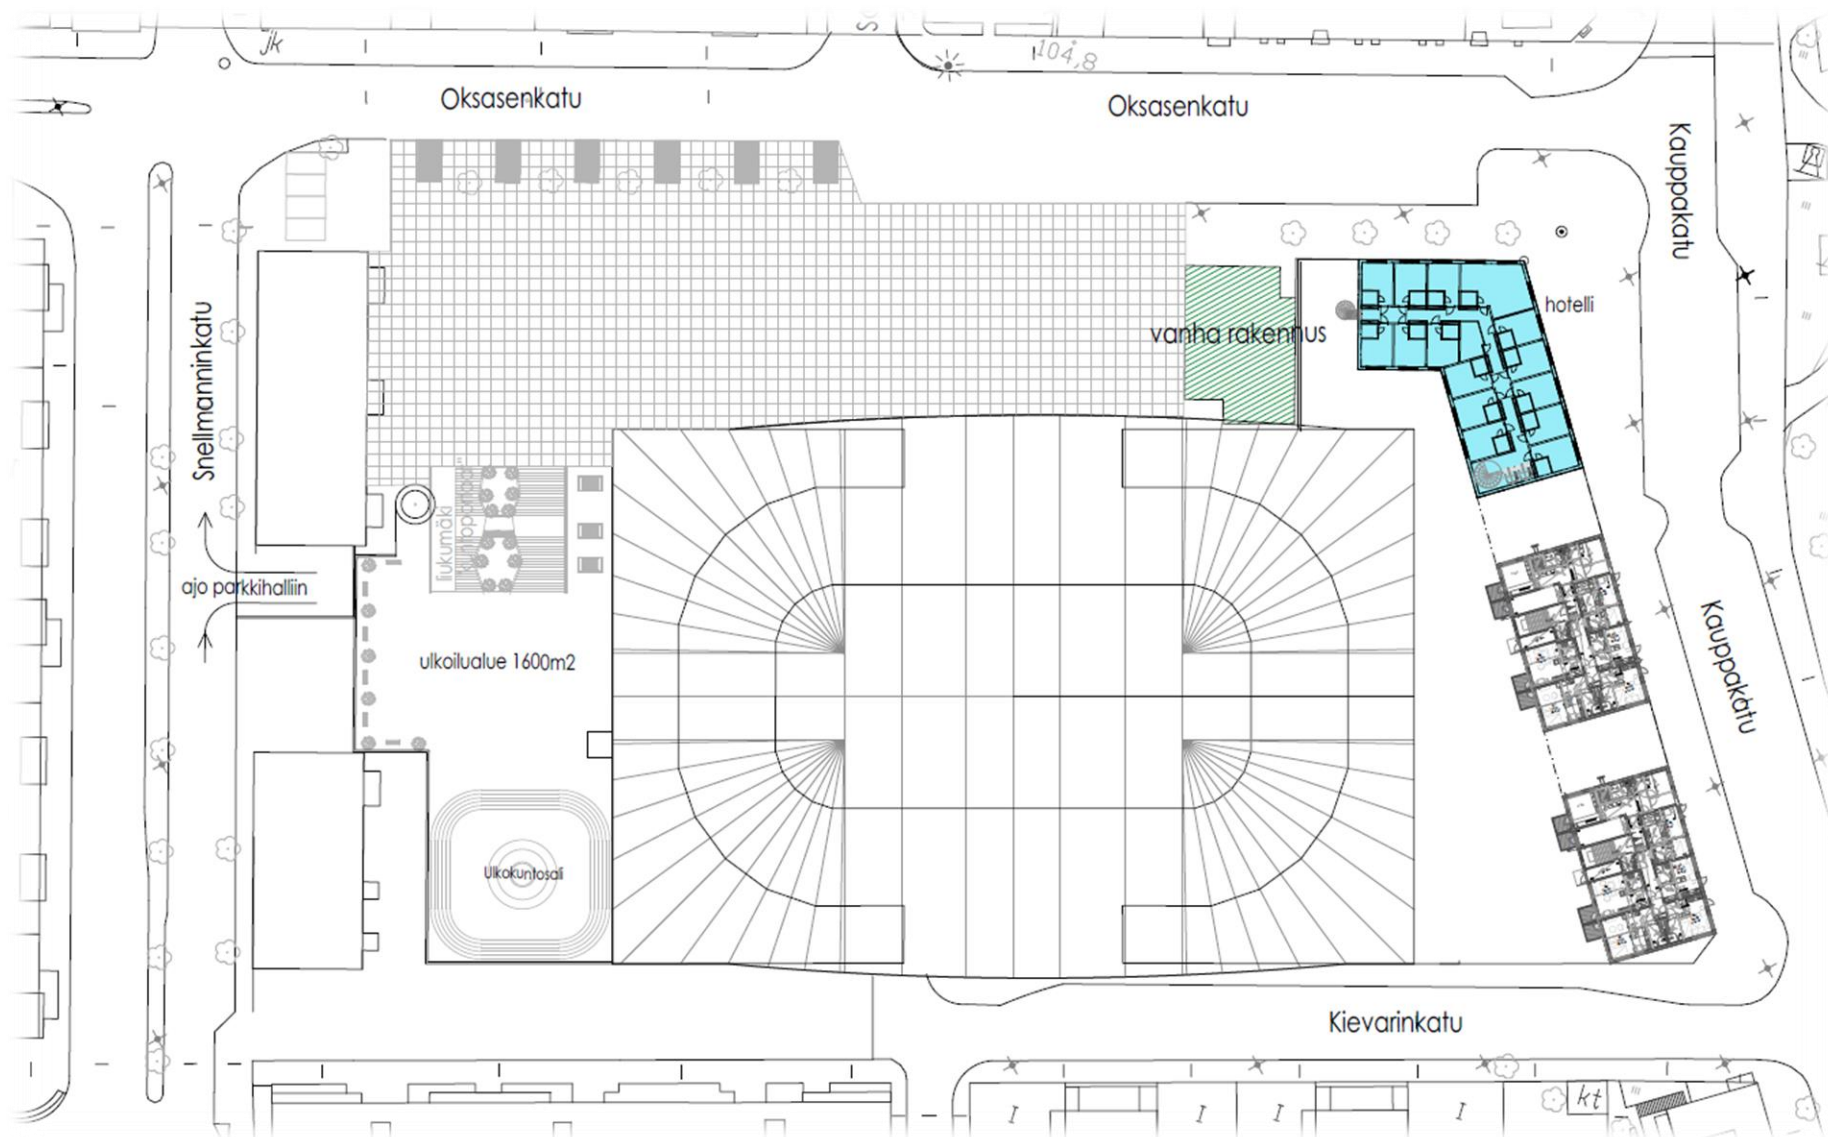 jk
104,8
Oksasenkatu
Oksasenkatu
Kauppakatu
hotelli
vanha rakennus
Snellmanninkatu
liukumäki
ajo parkkihalliin
ulkoilualue 1600m2
Kauppakatu
Ulkokuntosali
Kievarinkatu
I
I
I
I
kt